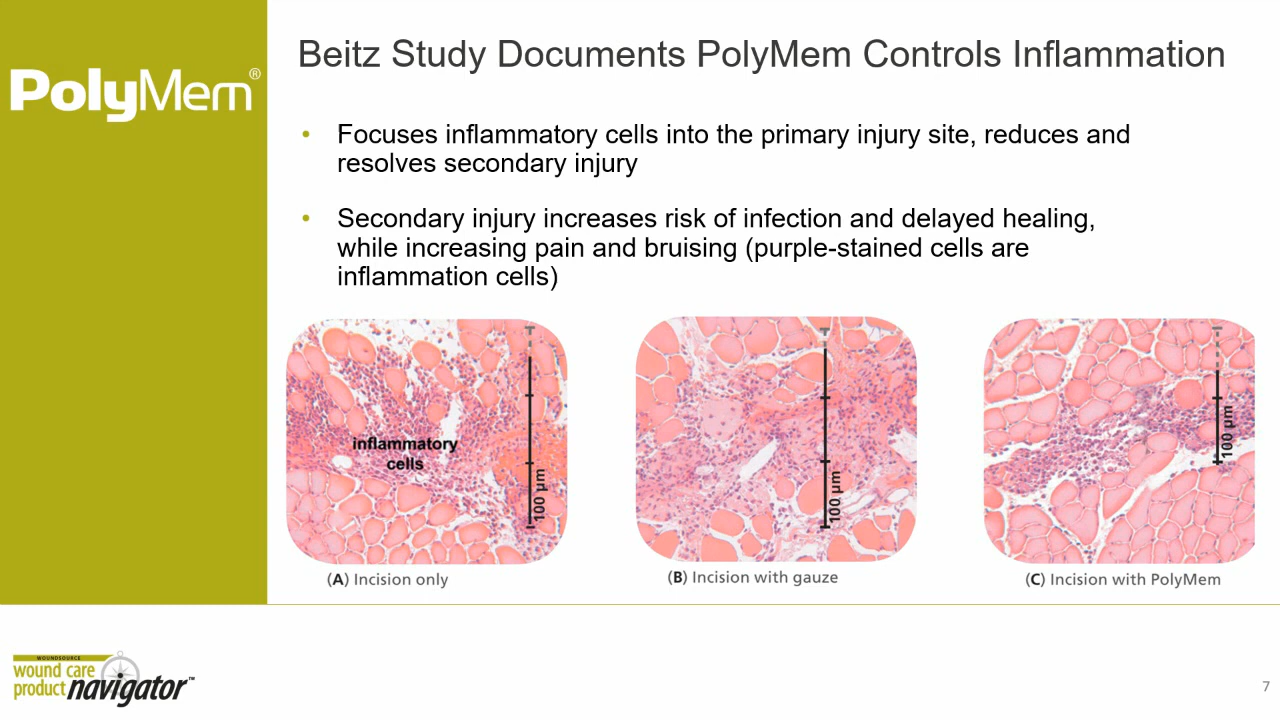 PolyMem®
Beitz Study Documents PolyMem Controls Inflammation
• Focuses inflammatory cells into the primary injury site, reduces and
resolves secondary injury
• Secondary injury increases risk of infection and delayed healing,
while increasing pain and bruising (purple-stained cells are
inflammation cells)
inflammatory
cells
100 µm
100 µm
100 µm
(A) Incision only
(B) Incision with gauze
(C) Incision with PolyMem
WOUNDSOURCE
wound care
product navigator™
7